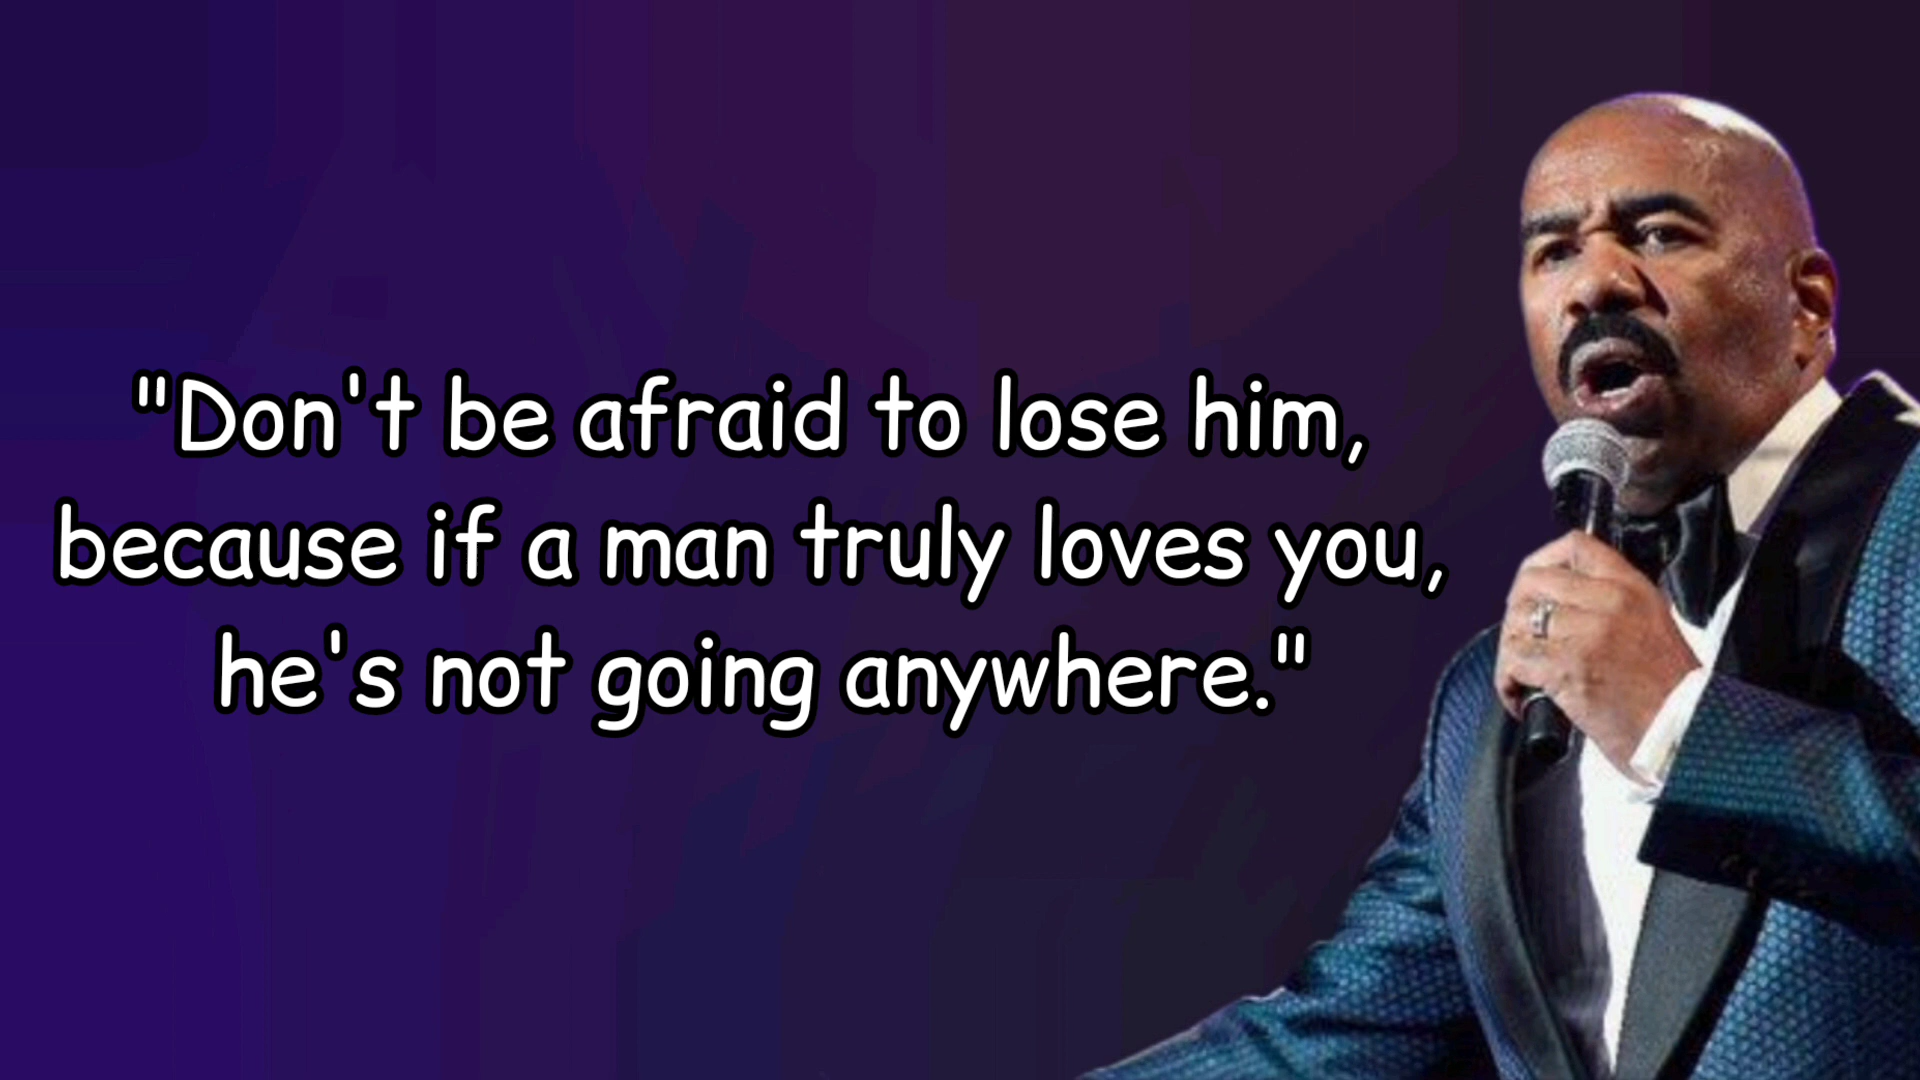 "Don't be afraid to lose him,
because if a man truly loves you,
he's not going anywhere."